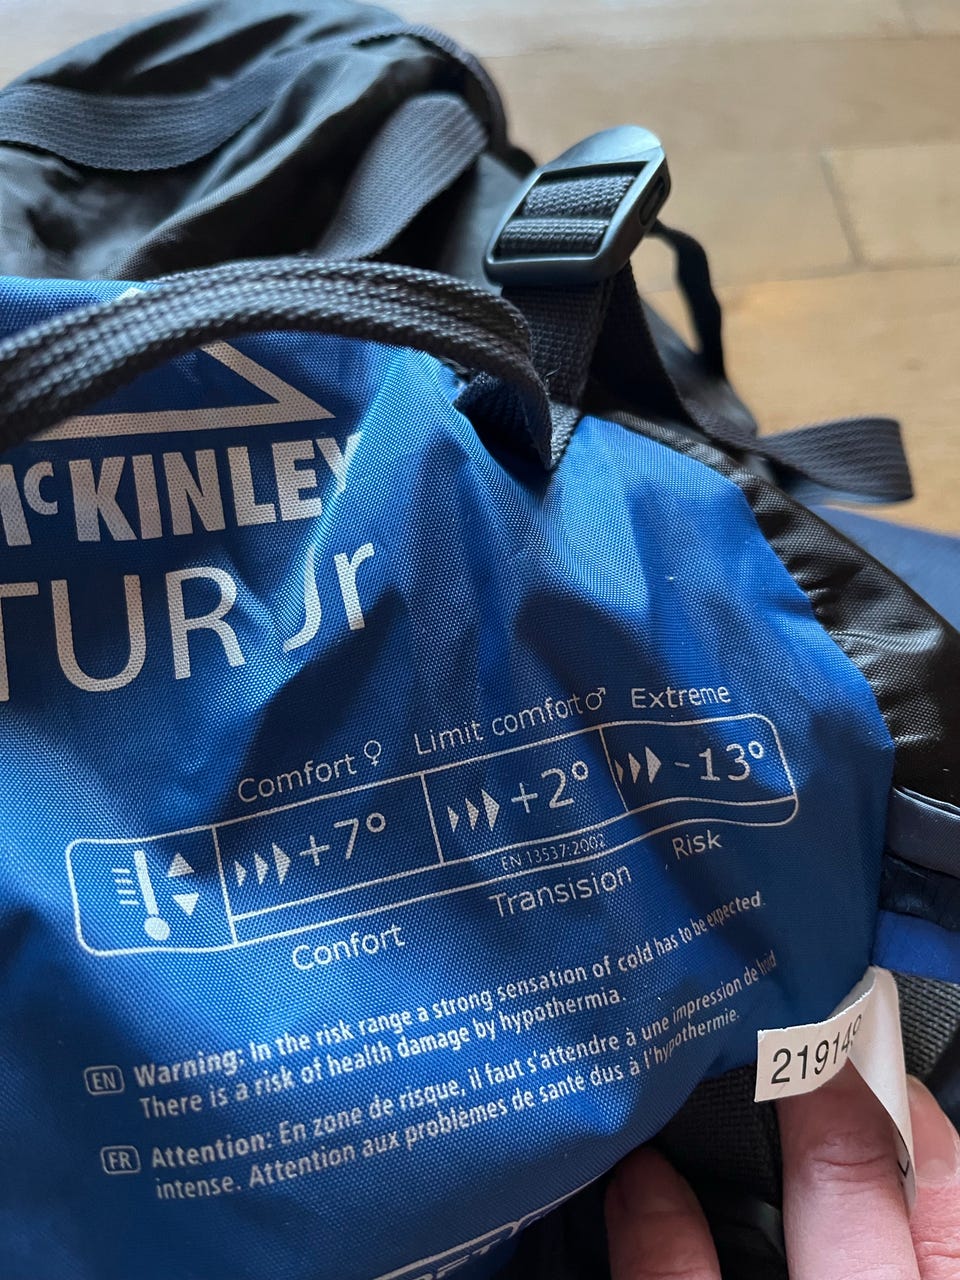 McKINLEY
TUR Jr
Comfort ♀ Limit comfort♂ Extreme
+7° +2° -13°
EN 13537:2002
Confort Transision Risk
EN Warning: In the risk range a strong sensation of cold has to be expected.
There is a risk of health damage by hypothermia.
FR Attention: En zone de risque, il faut s'attendre à une impression de froid
intense. Attention aux problèmes de santé dus à l'hypothermie.
219149